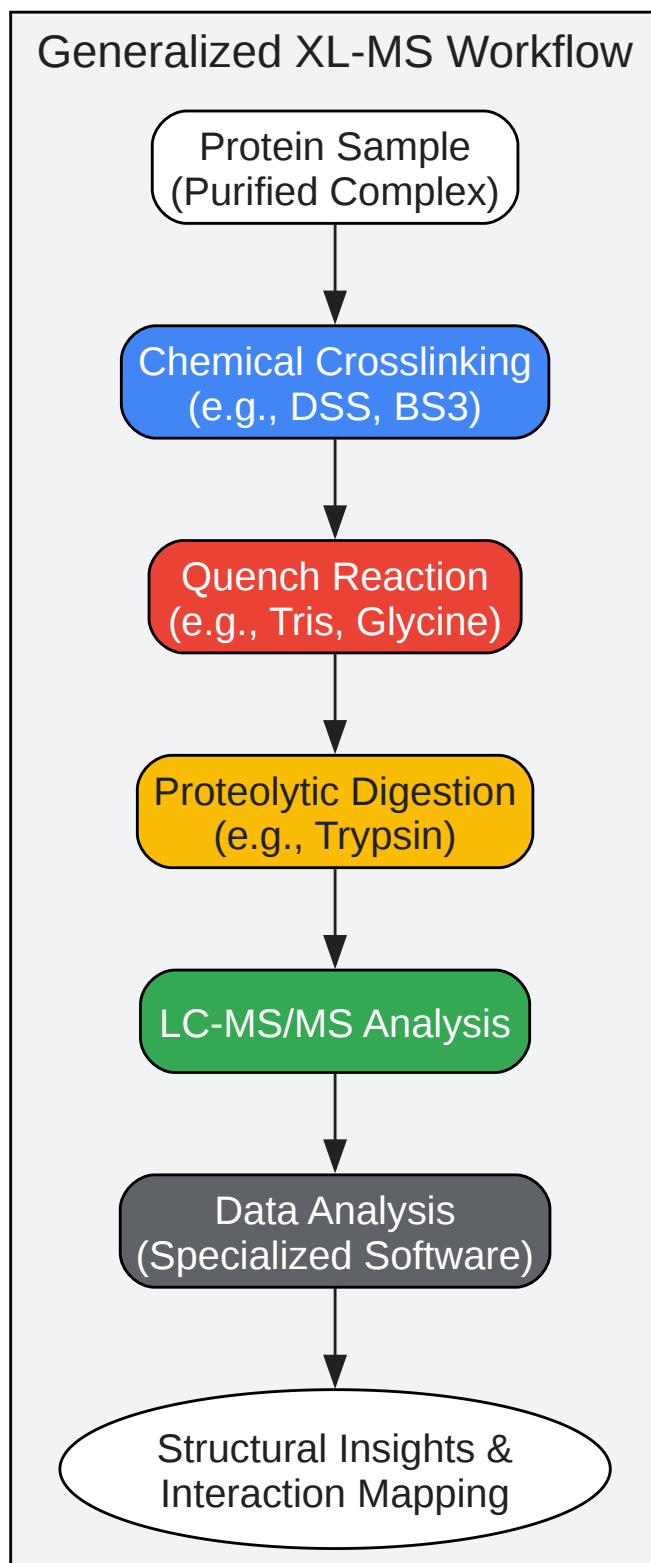 Generalized XL-MS Workflow
Protein Sample
(Purified Complex)
Chemical Crosslinking
(e.g., DSS, BS3)
Quench Reaction
(e.g., Tris, Glycine)
Proteolytic Digestion
(e.g., Trypsin)
LC-MS/MS Analysis
Data Analysis
(Specialized Software)
Structural Insights &
Interaction Mapping